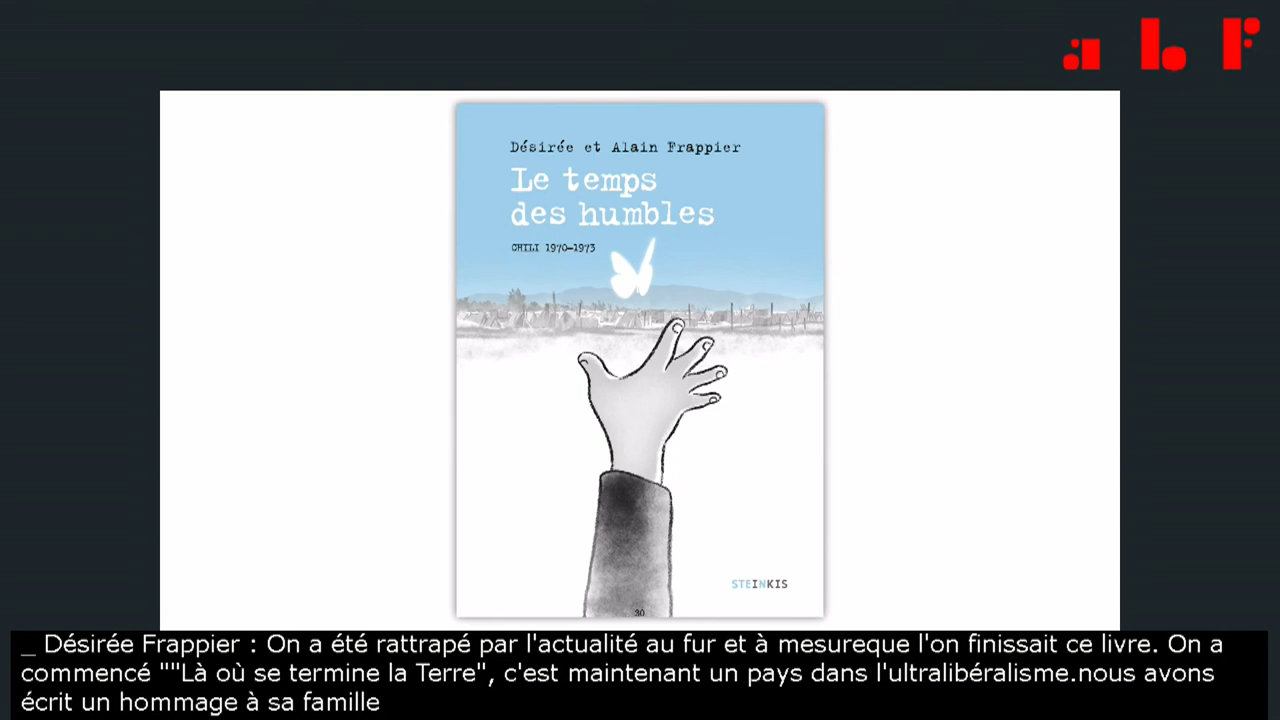 a b F
Désirée et Alain Frappier
Le temps
des humbles
CHILI 1970-1973
STEINKIS
30
_ Désirée Frappier : On a été rattrapé par l'actualité au fur et à mesureque l'on finissait ce livre. On a
commencé ""Là où se termine la Terre", c'est maintenant un pays dans l'ultralibéralisme.nous avons
écrit un hommage à sa famille